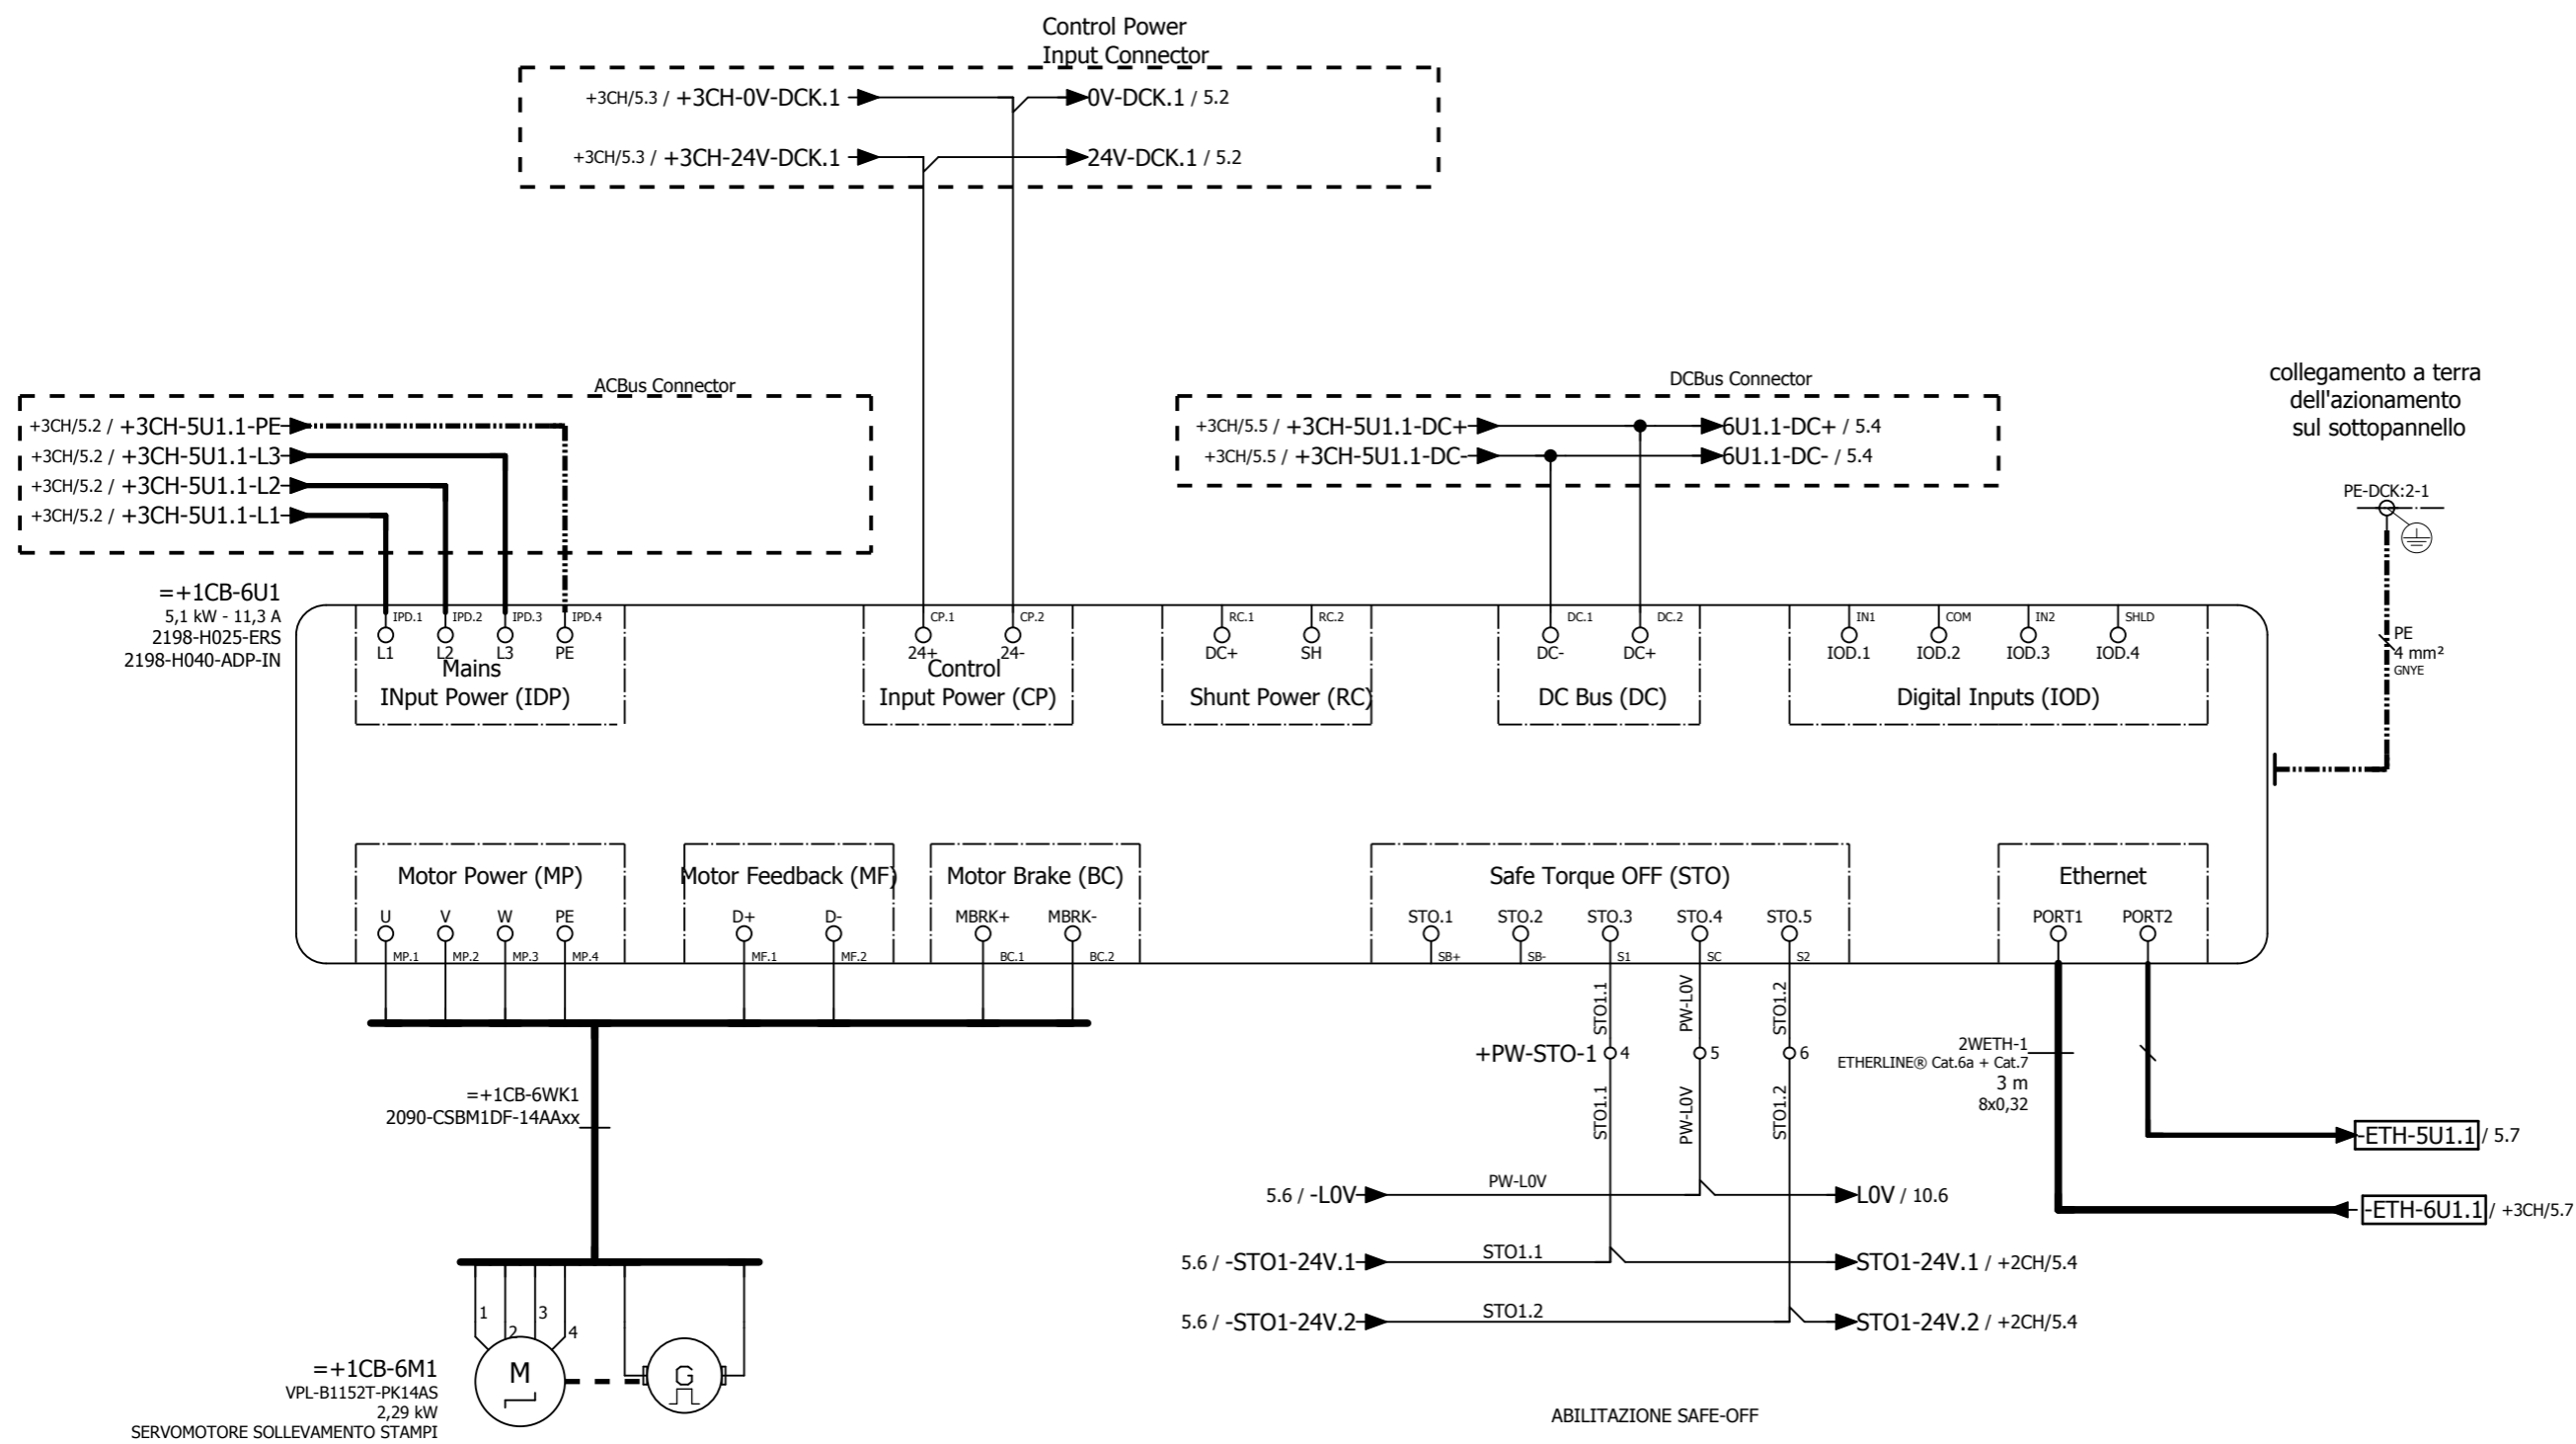 Control Power
Input Connector
+3CH/5.3 / +3CH-0V-DCK.1
0V-DCK.1 / 5.2
+3CH/5.3 / +3CH-24V-DCK.1
24V-DCK.1 / 5.2
ACBus Connector
+3CH/5.2 / +3CH-5U1.1-PE
+3CH/5.2 / +3CH-5U1.1-L3
+3CH/5.2 / +3CH-5U1.1-L2
+3CH/5.2 / +3CH-5U1.1-L1
DCBus Connector
+3CH/5.5 / +3CH-5U1.1-DC+
6U1.1-DC+ / 5.4
+3CH/5.5 / +3CH-5U1.1-DC-
6U1.1-DC- / 5.4
collegamento a terra
dell'azionamento
sul sottopannello
PE-DCK:2-1
PE
4 mm²
GNYE
=+1CB-6U1
5,1 kW - 11,3 A
2198-H025-ERS
2198-H040-ADP-IN
IPD.1 IPD.2 IPD.3 IPD.4
L1 L2 L3 PE
Mains
INput Power (IDP)
CP.1 CP.2
24+ 24-
Control
Input Power (CP)
RC.1 RC.2
DC+ SH
Shunt Power (RC)
DC.1 DC.2
DC- DC+
DC Bus (DC)
IN1 COM IN2 SHLD
IOD.1 IOD.2 IOD.3 IOD.4
Digital Inputs (IOD)
Motor Power (MP)
U V W PE
MP.1 MP.2 MP.3 MP.4
Motor Feedback (MF)
D+ D-
MF.1 MF.2
Motor Brake (BC)
MBRK+ MBRK-
BC.1 BC.2
Safe Torque OFF (STO)
STO.1 STO.2 STO.3 STO.4 STO.5
SB+ SB- S1 SC S2
Ethernet
PORT1 PORT2
STO1.1 PW-L0V STO1.2
+PW-STO-1 4 5 6
STO1.1 PW-L0V STO1.2
2WETH-1
ETHERLINE® Cat.6a + Cat.7
3 m
8x0,32
=+1CB-6WK1
2090-CSBM1DF-14AAxx
-ETH-5U1.1 / 5.7
-ETH-6U1.1 / +3CH/5.7
5.6 / -L0V
PW-L0V
L0V / 10.6
5.6 / -STO1-24V.1
STO1.1
STO1-24V.1 / +2CH/5.4
5.6 / -STO1-24V.2
STO1.2
STO1-24V.2 / +2CH/5.4
1 2 3 4
M
G
=+1CB-6M1
VPL-B1152T-PK14AS
2,29 kW
SERVOMOTORE SOLLEVAMENTO STAMPI
ABILITAZIONE SAFE-OFF